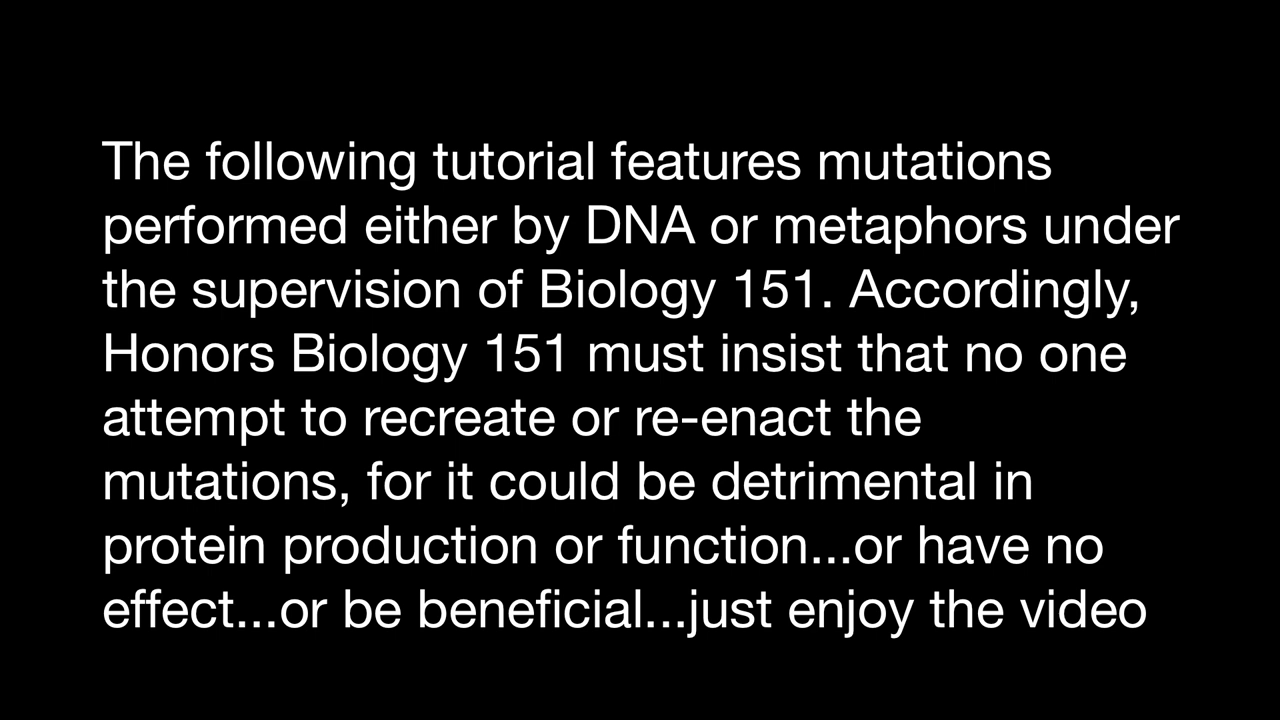 The following tutorial features mutations
performed either by DNA or metaphors under
the supervision of Biology 151. Accordingly,
Honors Biology 151 must insist that no one
attempt to recreate or re-enact the
mutations, for it could be detrimental in
protein production or function...or have no
effect...or be beneficial...just enjoy the video